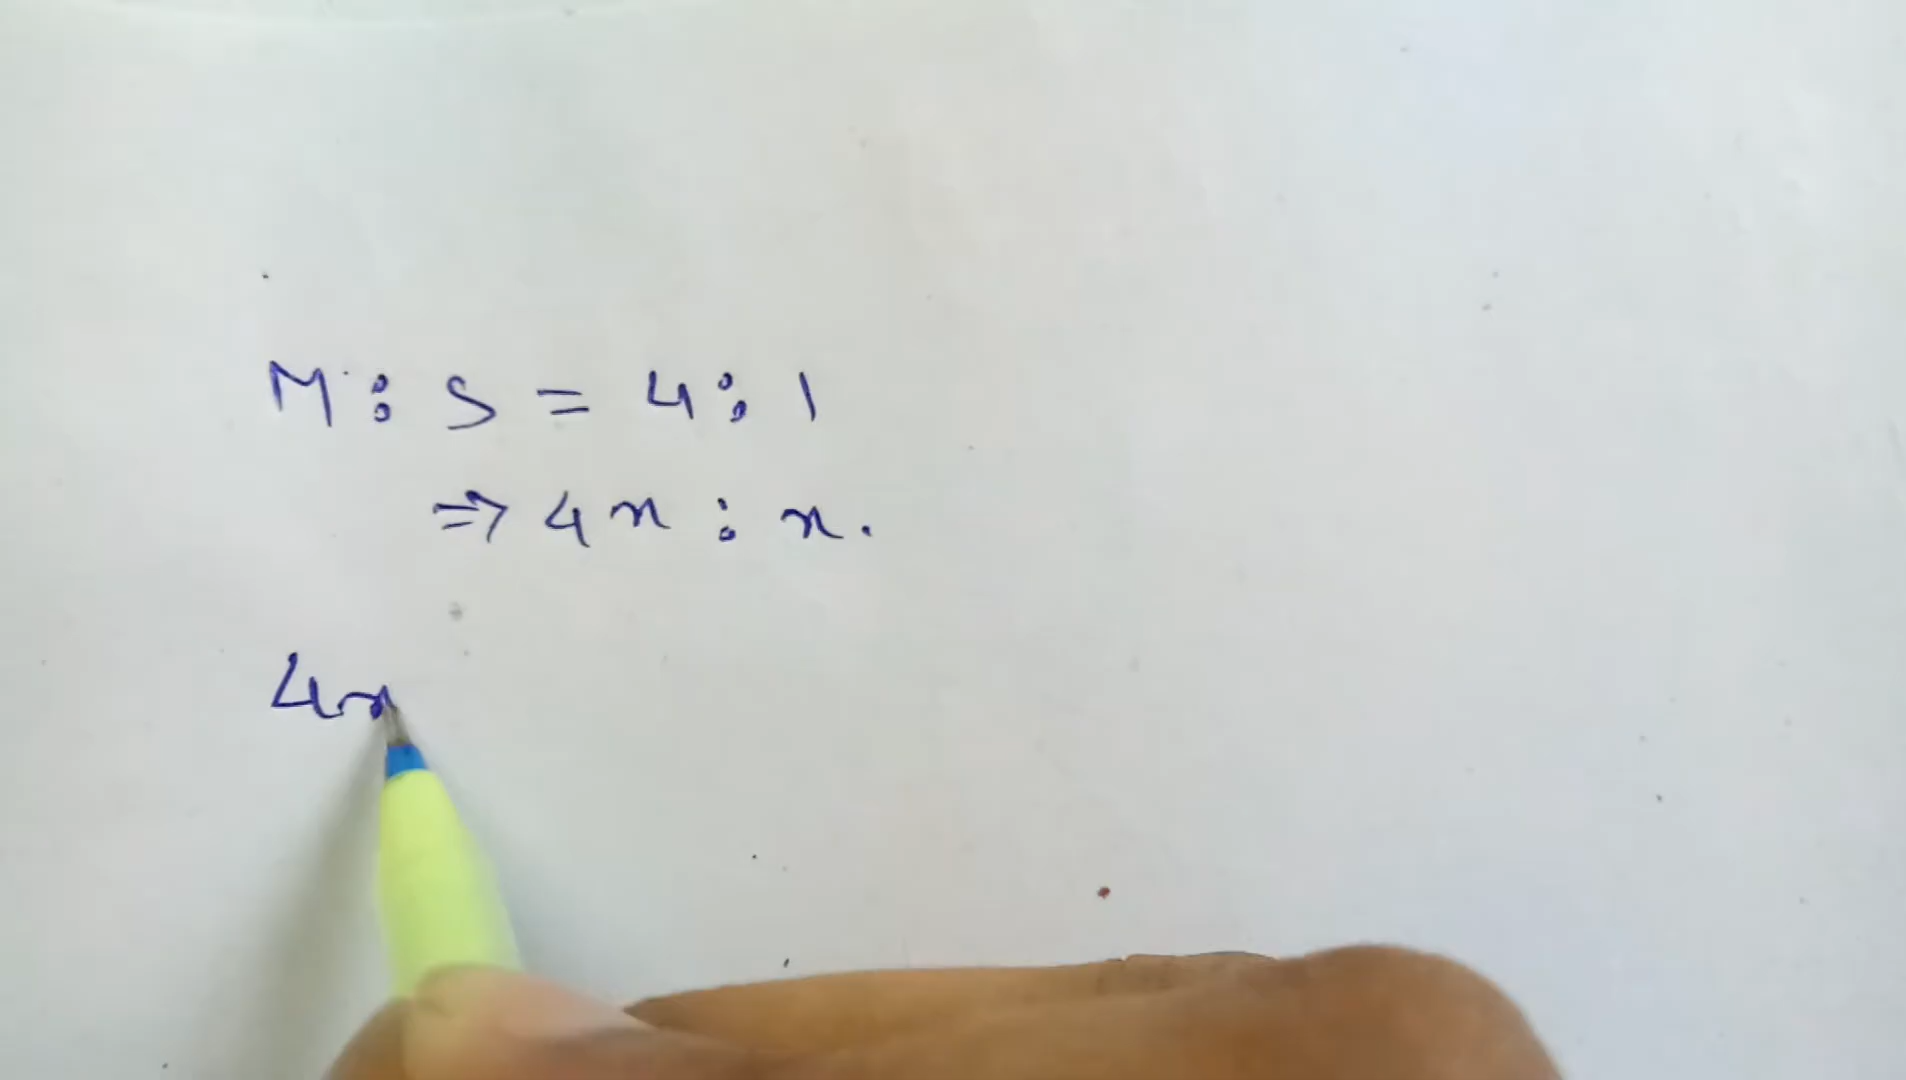 M : S = 4 : 1
⇒ 4x : x.
4x